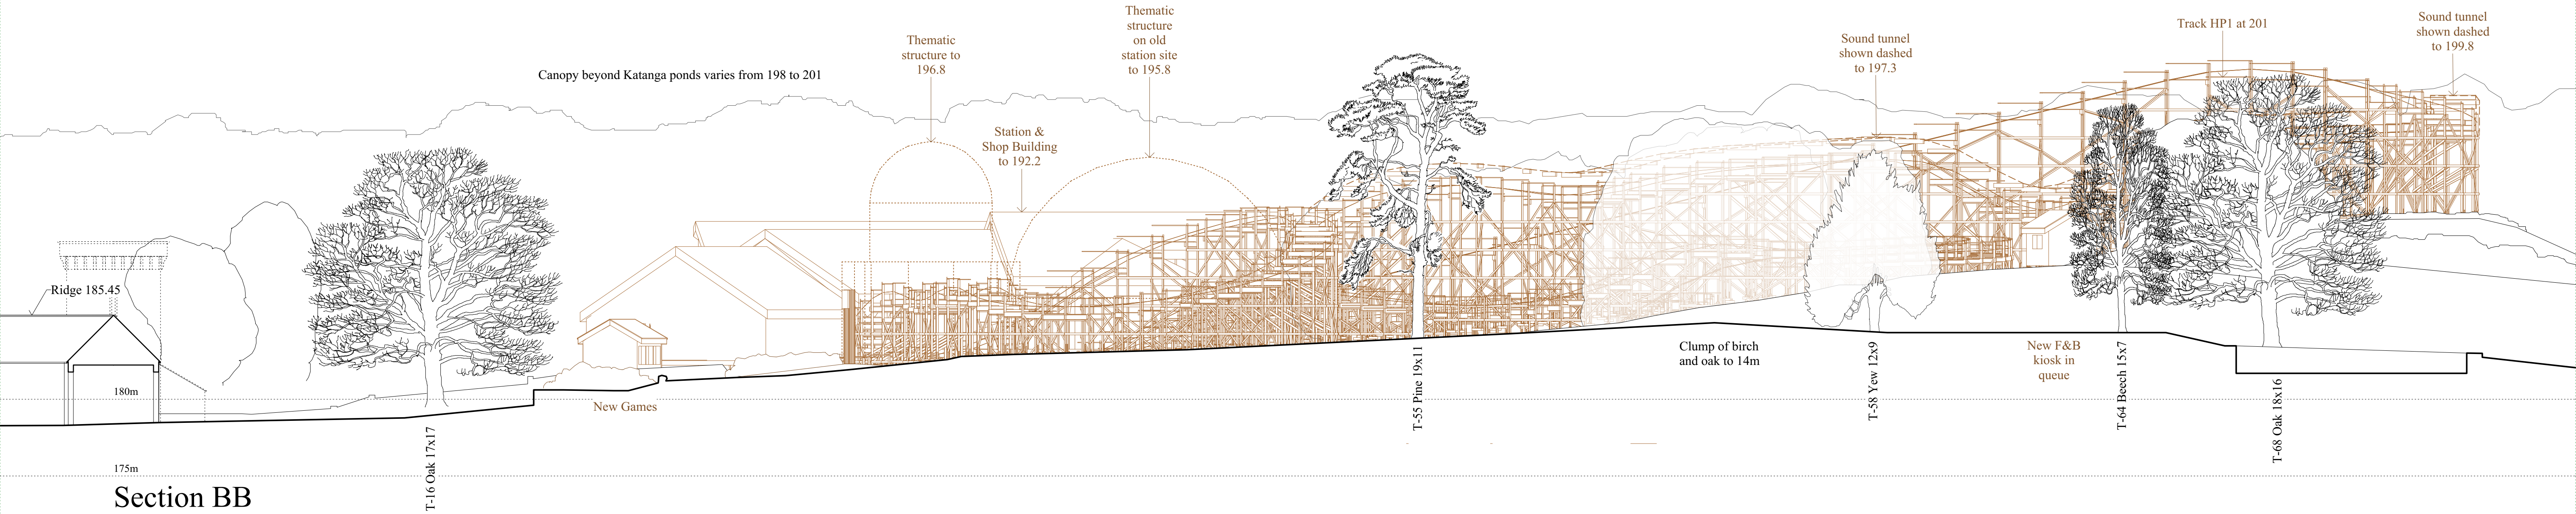 Thematic
structure to
196.8
Thematic
structure
on old
station site
to 195.8
Sound tunnel
shown dashed
to 197.3
Track HP1 at 201
Sound tunnel
shown dashed
to 199.8
Canopy beyond Katanga ponds varies from 198 to 201
Station &
Shop Building
to 192.2
Ridge 185.45
180m
New Games
Clump of birch
and oak to 14m
New F&B
kiosk in
queue
T-16 Oak 17x17
T-55 Pine 19x11
T-58 Yew 12x9
T-64 Beech 15x7
T-68 Oak 18x16
175m
Section BB